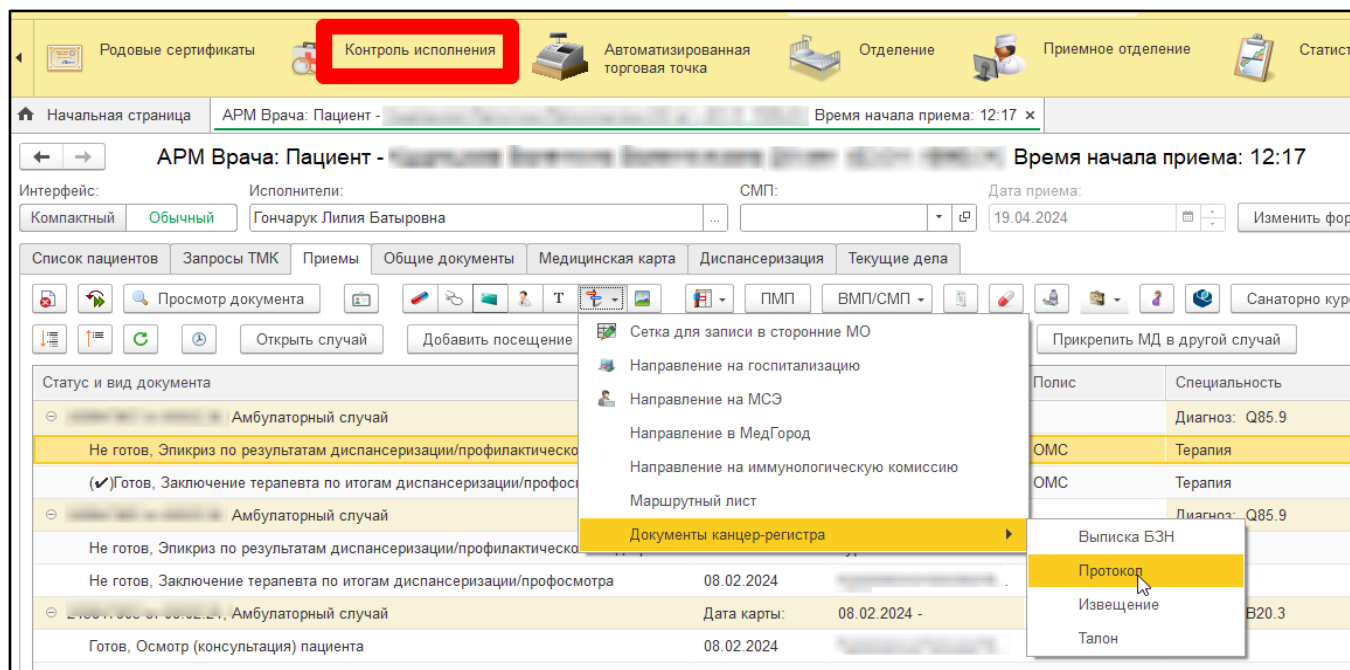 Родовые сертификаты
Контроль исполнения
Автоматизированная
торговая точка
Отделение
Приемное отделение
Статист
Начальная страница
АРМ Врача: Пациент - Время начала приема: 12:17 ×
АРМ Врача: Пациент - Время начала приема: 12:17
Интерфейс: Исполнители: СМП: Дата приема:
Компактный Обычный Гончарук Лилия Батыровна ... 19.04.2024 Изменить фор
Список пациентов Запросы ТМК Приемы Общие документы Медицинская карта Диспансеризация Текущие дела
Просмотр документа Т ПМП ВМП/СМП Санаторно кур
Открыть случай Добавить посещение Прикрепить МД в другой случай
Сетка для записи в сторонние МО
Направление на госпитализацию
Направление на МСЭ
Направление в МедГород
Направление на иммунологическую комиссию
Маршрутный лист
Документы канцер-регистра
Выписка БЗН
Протокол
Извещение
Талон
Статус и вид документа Полис Специальность
Амбулаторный случай Диагноз: Q85.9
Не готов, Эпикриз по результатам диспансеризации/профилактическо ОМС Терапия
(✔)Готов, Заключение терапевта по итогам диспансеризации/профос ОМС Терапия
Амбулаторный случай Диагноз: Q85.9
Не готов, Эпикриз по результатам диспансеризации/профилактическо
Не готов, Заключение терапевта по итогам диспансеризации/профосмотра 08.02.2024
Амбулаторный случай Дата карты: 08.02.2024 - B20.3
Готов, Осмотр (консультация) пациента 08.02.2024